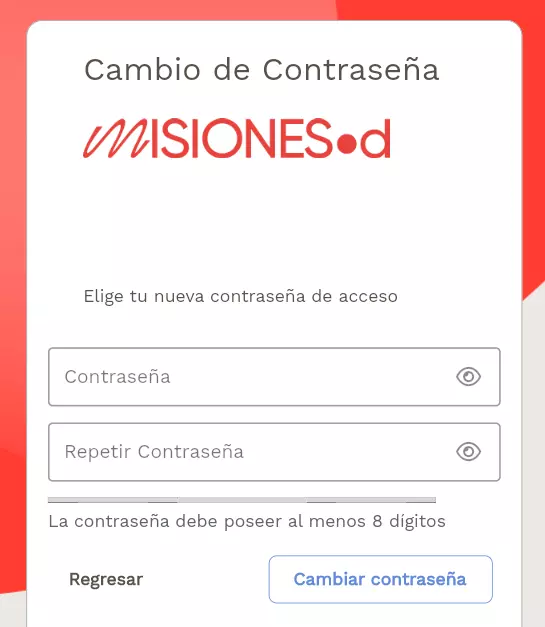 Cambio de Contraseña
MISIONES●d
Elige tu nueva contraseña de acceso
Contraseña
Repetir Contraseña
La contraseña debe poseer al menos 8 dígitos
Regresar
Cambiar contraseña